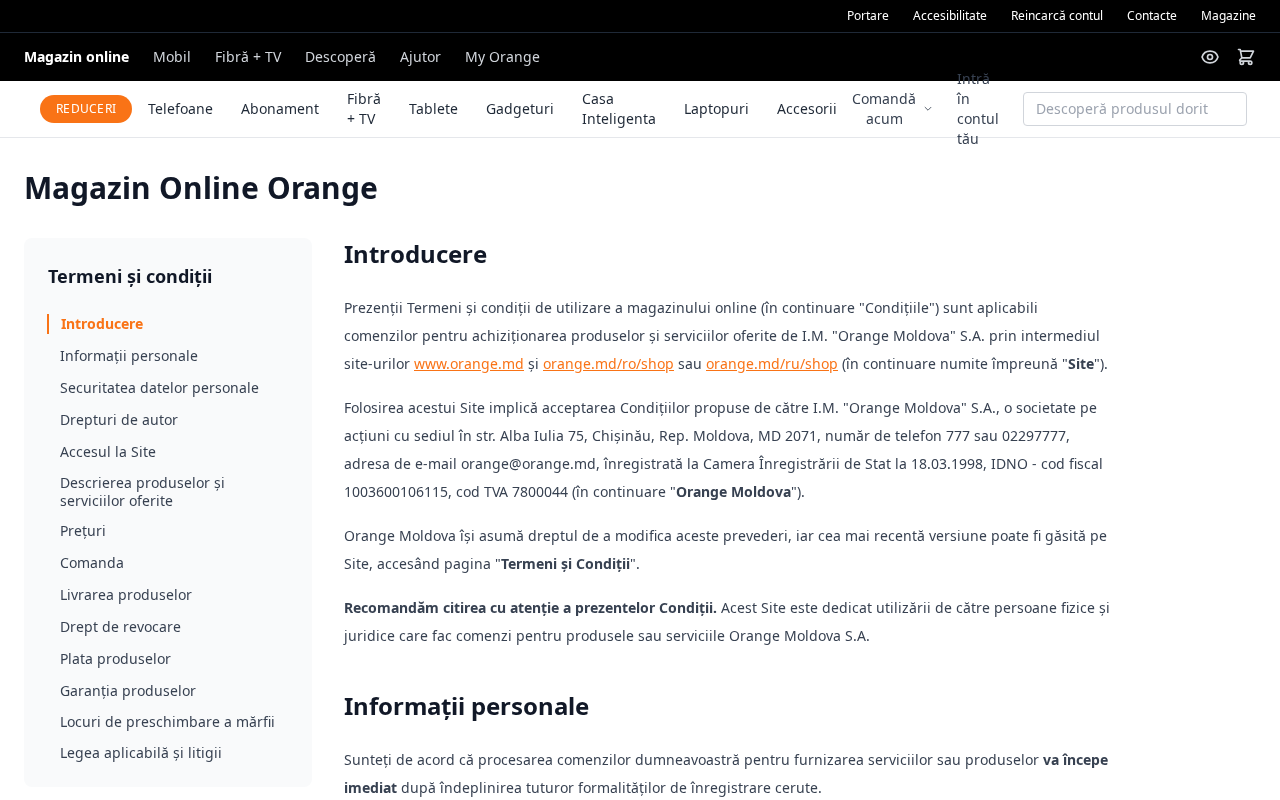 Portare Accesibilitate Reincarcă contul Contacte Magazine
Magazin online Mobil Fibră + TV Descoperă Ajutor My Orange
REDUCERI Telefoane Abonament Fibră + TV Tablete Gadgeturi Casa Inteligenta Laptopuri Accesorii Comandă acum Intră în contul tău Descoperă produsul dorit
Magazin Online Orange
Termeni și condiții
Introducere
Informații personale
Securitatea datelor personale
Drepturi de autor
Accesul la Site
Descrierea produselor și
serviciilor oferite
Prețuri
Comanda
Livrarea produselor
Drept de revocare
Plata produselor
Garanția produselor
Locuri de preschimbare a mărfii
Legea aplicabilă și litigii
Introducere
Prezenții Termeni și condiții de utilizare a magazinului online (în continuare "Condițiile") sunt aplicabili
comenzilor pentru achiziționarea produselor și serviciilor oferite de I.M. "Orange Moldova" S.A. prin intermediul
site-urilor www.orange.md și orange.md/ro/shop sau orange.md/ru/shop (în continuare numite împreună "Site").
Folosirea acestui Site implică acceptarea Condițiilor propuse de către I.M. "Orange Moldova" S.A., o societate pe
acțiuni cu sediul în str. Alba Iulia 75, Chișinău, Rep. Moldova, MD 2071, număr de telefon 777 sau 02297777,
adresa de e-mail orange@orange.md, înregistrată la Camera Înregistrării de Stat la 18.03.1998, IDNO - cod fiscal
1003600106115, cod TVA 7800044 (în continuare "Orange Moldova").
Orange Moldova își asumă dreptul de a modifica aceste prevederi, iar cea mai recentă versiune poate fi găsită pe
Site, accesând pagina "Termeni și Condiții".
Recomandăm citirea cu atenție a prezentelor Condiții. Acest Site este dedicat utilizării de către persoane fizice și
juridice care fac comenzi pentru produsele sau serviciile Orange Moldova S.A.
Informații personale
Sunteți de acord că procesarea comenzilor dumneavoastră pentru furnizarea serviciilor sau produselor va începe
imediat după îndeplinirea tuturor formalităților de înregistrare cerute.